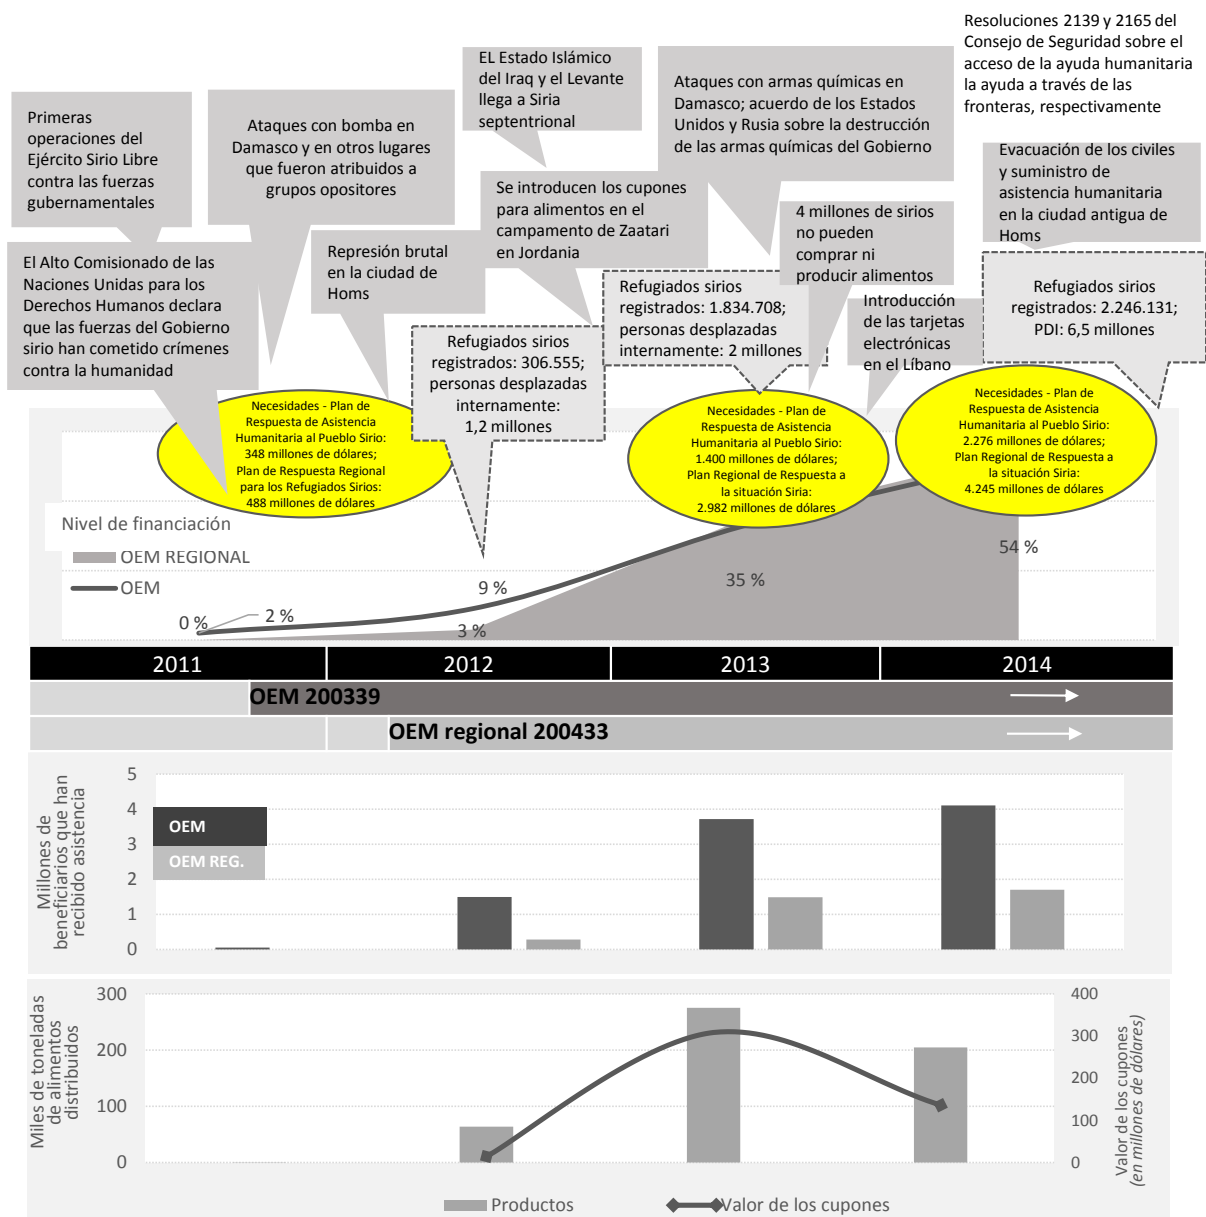 Resoluciones 2139 y 2165 del
Consejo de Seguridad sobre el
acceso de la ayuda humanitaria
la ayuda a través de las
fronteras, respectivamente
EL Estado Islámico
del Iraq y el Levante
llega a Siria
septentrional
Ataques con armas químicas en
Damasco; acuerdo de los Estados
Unidos y Rusia sobre la destrucción
de las armas químicas del Gobierno
Primeras
operaciones del
Ejército Sirio Libre
contra las fuerzas
gubernamentales
Ataques con bomba en
Damasco y en otros lugares
que fueron atribuidos a
grupos opositores
Evacuación de los civiles
y suministro de
asistencia humanitaria
en la ciudad antigua de
Homs
Se introducen los cupones
para alimentos en el
campamento de Zaatari
en Jordania
4 millones de sirios
no pueden
comprar ni
producir alimentos
El Alto Comisionado de las
Naciones Unidas para los
Derechos Humanos declara
que las fuerzas del Gobierno
sirio han cometido crímenes
contra la humanidad
Represión brutal
en la ciudad de
Homs
Refugiados sirios
registrados: 306.555;
personas desplazadas
internamente:
1,2 millones
Refugiados sirios
registrados: 1.834.708;
personas desplazadas
internamente: 2 millones
Introducción
de las tarjetas
electrónicas
en el Líbano
Refugiados sirios
registrados: 2.246.131;
PDI: 6,5 millones
Necesidades - Plan de
Respuesta de Asistencia
Humanitaria al Pueblo Sirio:
348 millones de dólares;
Plan de Respuesta Regional
para los Refugiados Sirios:
488 millones de dólares
Necesidades - Plan de
Respuesta de Asistencia
Humanitaria al Pueblo Sirio:
1.400 millones de dólares;
Plan Regional de Respuesta a
la situación Siria:
2.982 millones de dólares
Necesidades - Plan de
Respuesta de Asistencia
Humanitaria al Pueblo Sirio:
2.276 millones de dólares;
Plan Regional de Respuesta a
la situación Siria:
4.245 millones de dólares
Nivel de financiación
OEM REGIONAL
OEM
0 %
2 %
9 %
3 %
35 %
54 %
2011
2012
2013
2014
OEM 200339
OEM regional 200433
Millones de
beneficiarios que han
recibido asistencia
5
4
3
2
1
0
OEM
OEM REG.
Miles de toneladas
de alimentos
distribuidos
300
200
100
0
400
300
200
100
0
Valor de los cupones
(en millones de dólares)
Productos
Valor de los cupones